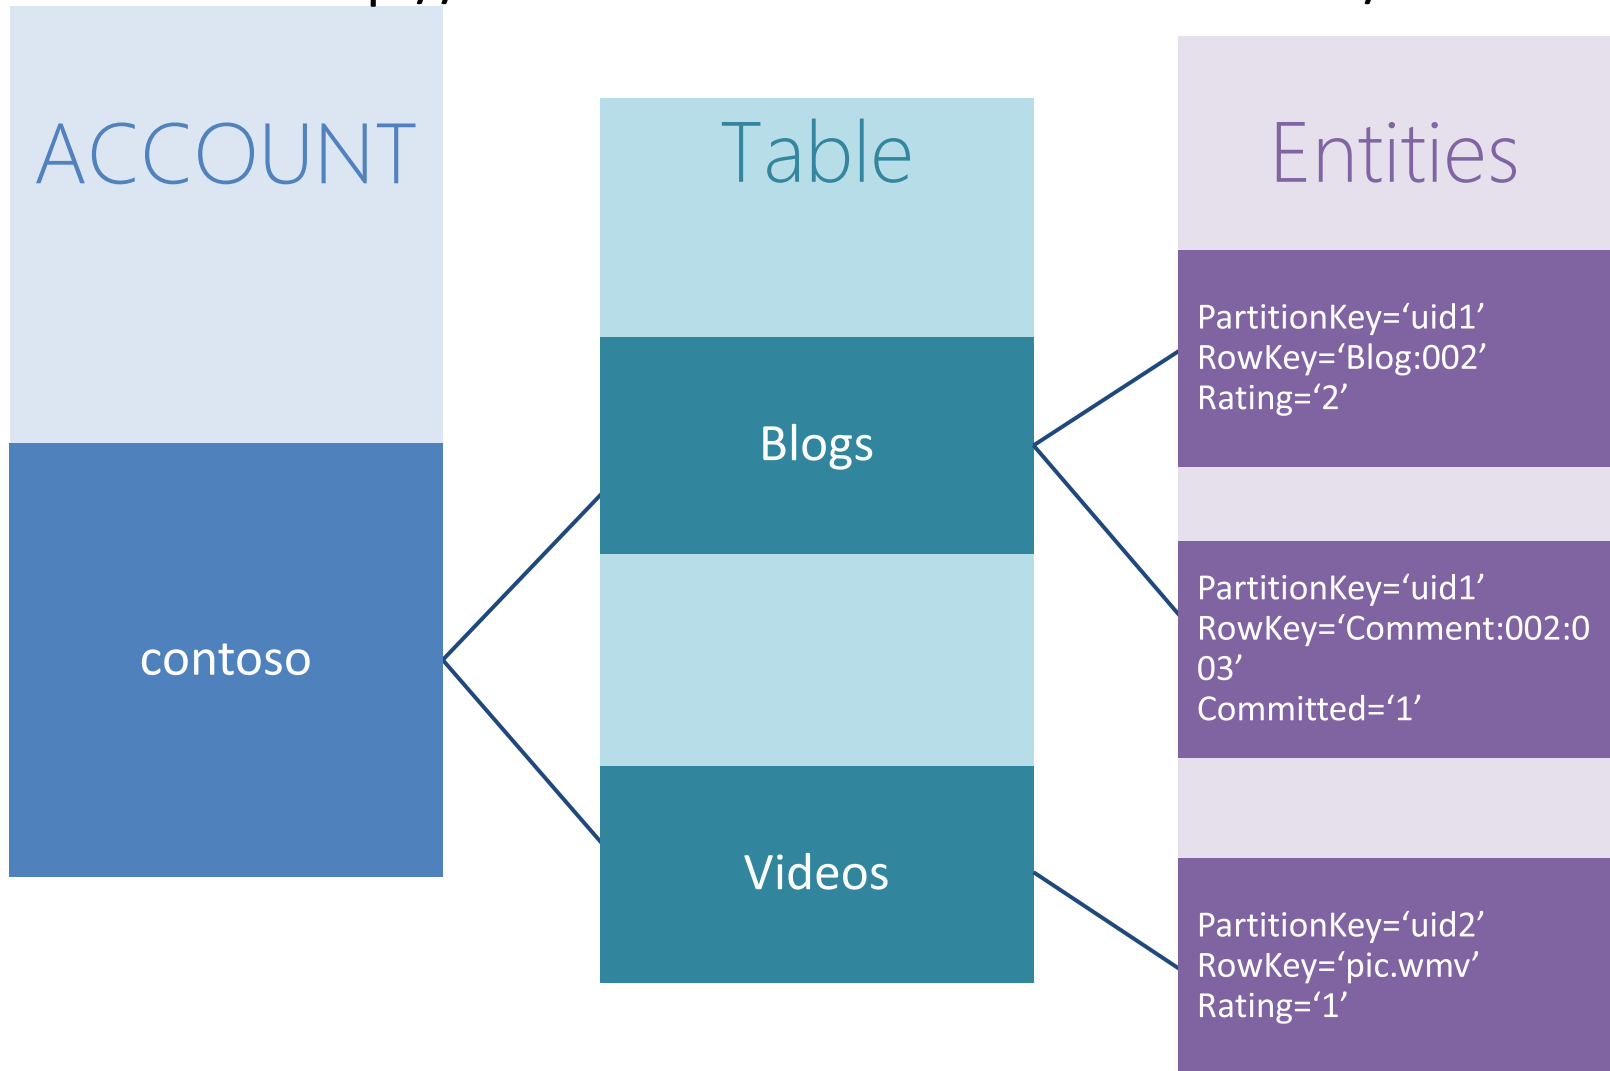 ACCOUNT
Table
Entities
contoso
Blogs
Videos
PartitionKey=‘uid1’
RowKey=‘Blog:002’
Rating=‘2’
PartitionKey=‘uid1’
RowKey=‘Comment:002:0
03’
Committed=‘1’
PartitionKey=‘uid2’
RowKey=‘pic.wmv’
Rating=‘1’